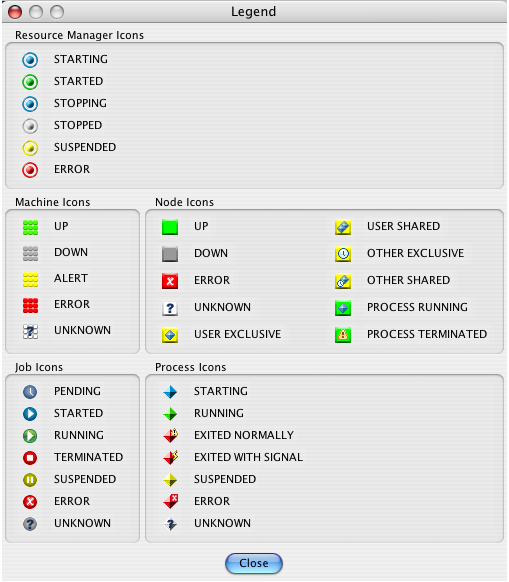 Legend
Resource Manager Icons
STARTING
STARTED
STOPPING
STOPPED
SUSPENDED
ERROR
Machine Icons
UP
DOWN
ALERT
ERROR
UNKNOWN
Node Icons
UP
DOWN
ERROR
UNKNOWN
USER EXCLUSIVE
USER SHARED
OTHER EXCLUSIVE
OTHER SHARED
PROCESS RUNNING
PROCESS TERMINATED
Job Icons
PENDING
STARTED
RUNNING
TERMINATED
SUSPENDED
ERROR
UNKNOWN
Process Icons
STARTING
RUNNING
EXITED NORMALLY
EXITED WITH SIGNAL
SUSPENDED
ERROR
UNKNOWN
Close